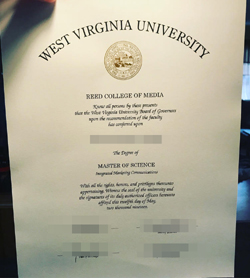 WEST VIRGINIA UNIVERSITY
REED COLLEGE OF MEDIA
Know all persons by these presents
that the West Virginia University Board of Governors
upon the recommendation of the faculty
has conferred upon
The Degree of
MASTER OF SCIENCE
Integrated Marketing Communications
With all the rights, honors, and privileges thereunto
appertaining. Witness the seal of the university and
the signatures of its duly authorized officers hereunto
affixed this twelfth day of May,
two thousand